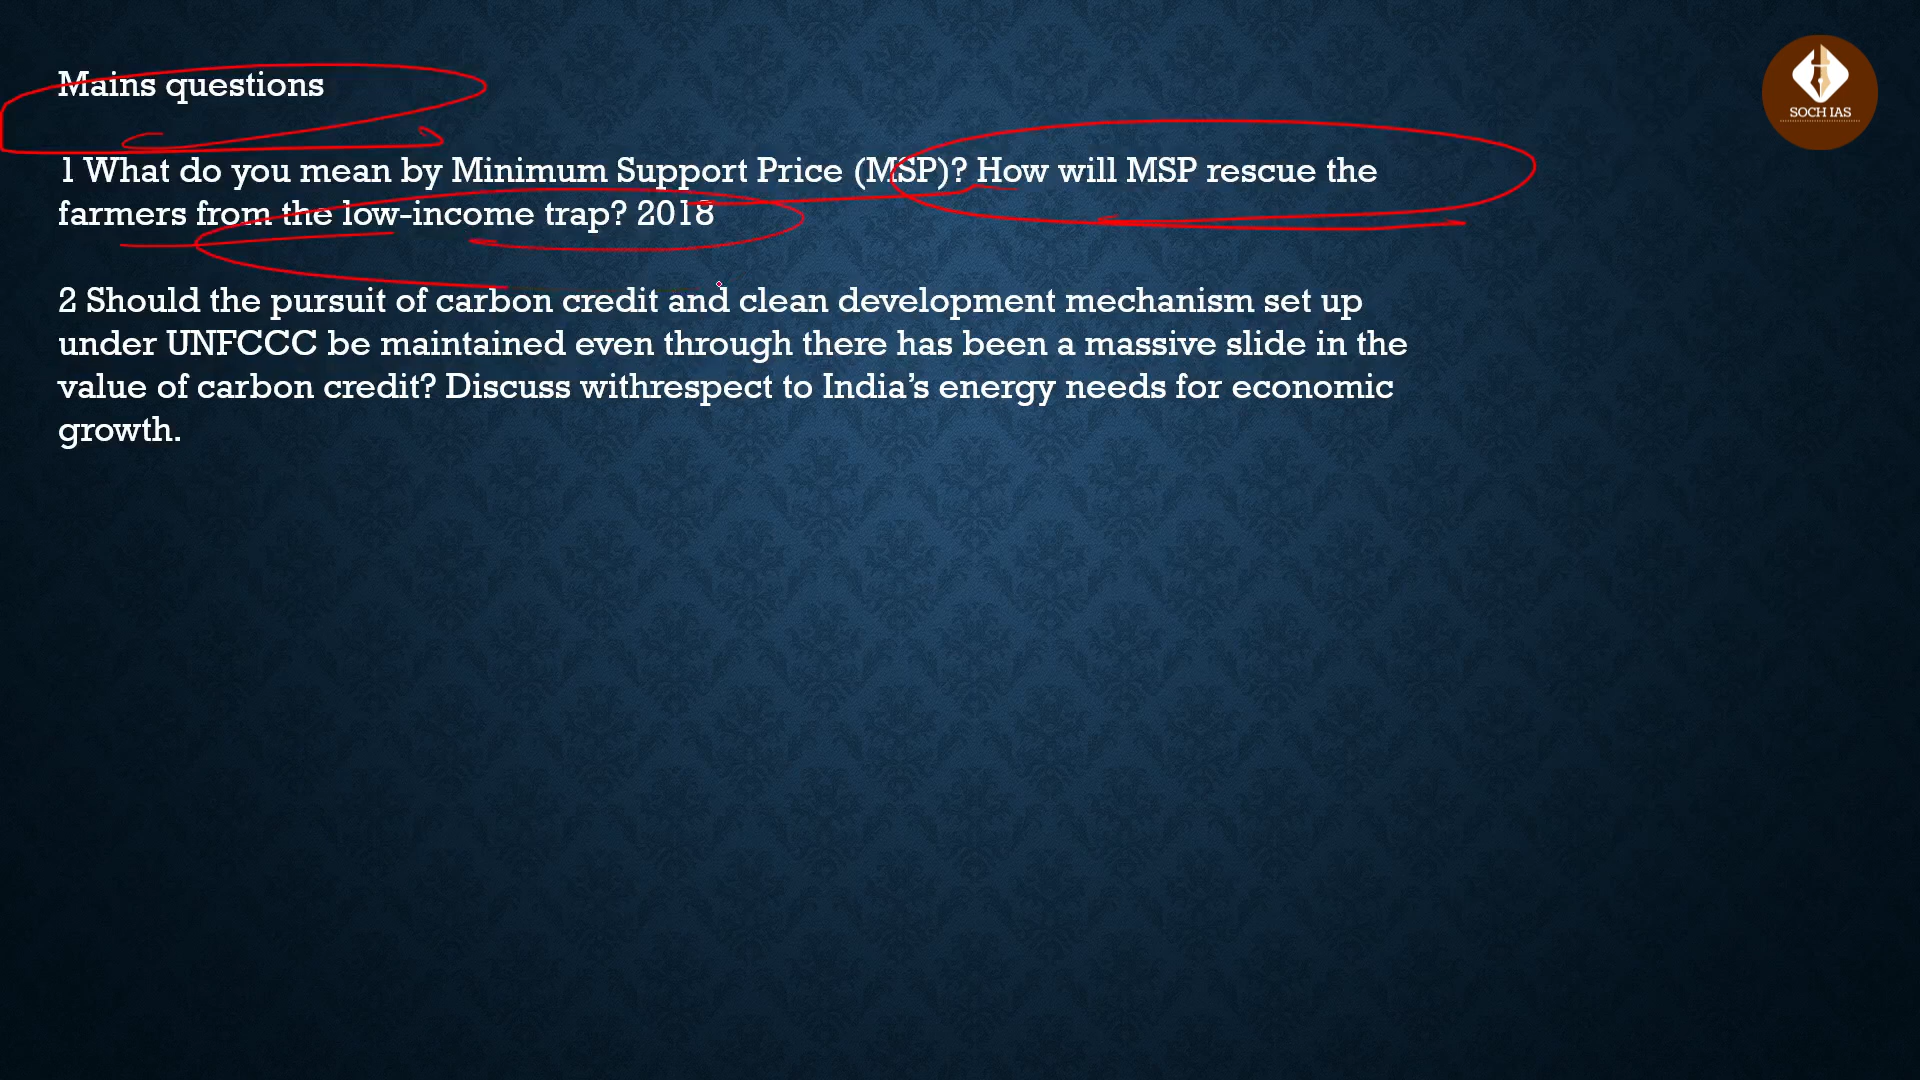 Mains questions
1 What do you mean by Minimum Support Price (MSP)? How will MSP rescue the
farmers from the low-income trap? 2018
2 Should the pursuit of carbon credit and clean development mechanism set up
under UNFCCC be maintained even through there has been a massive slide in the
value of carbon credit? Discuss withrespect to India’s energy needs for economic
growth.
SOCH IAS